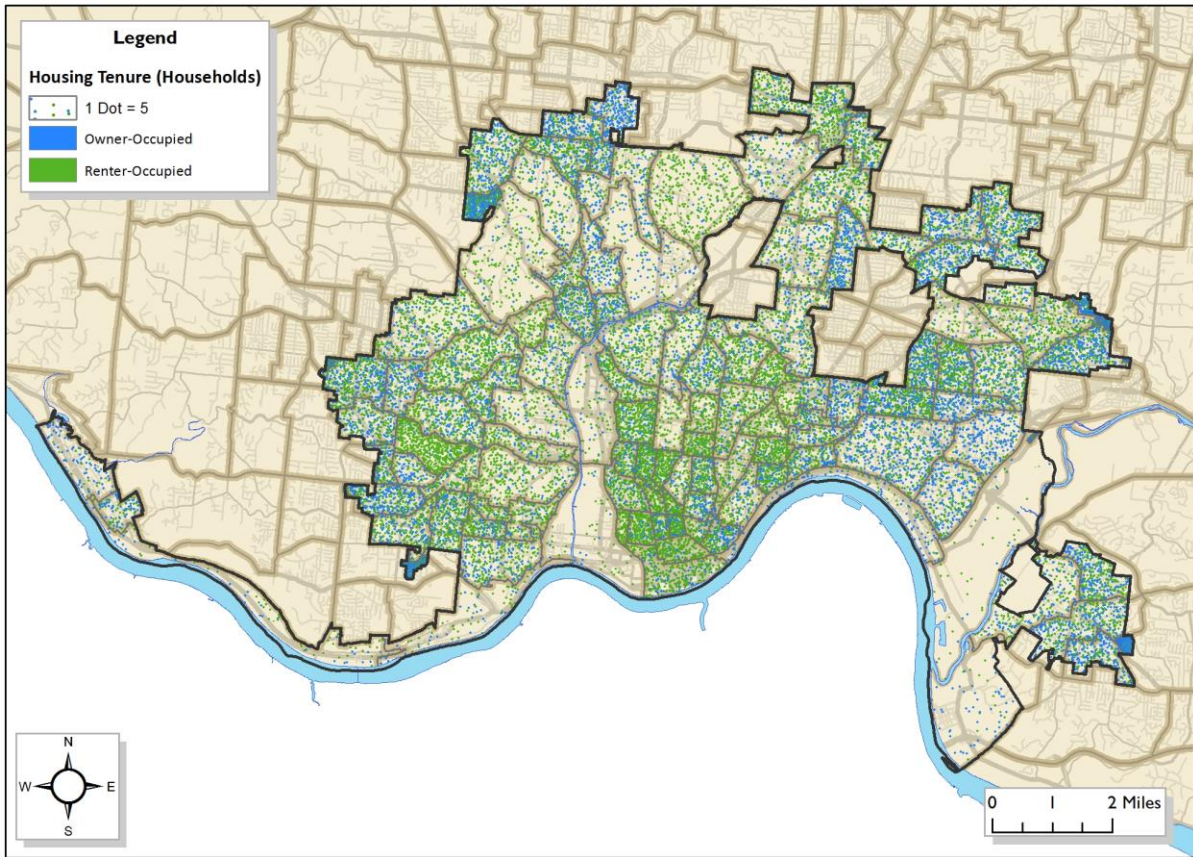 Legend
Housing Tenure (Households)
1 Dot = 5
Owner-Occupied
Renter-Occupied
N
W E
S
0 1 2 Miles